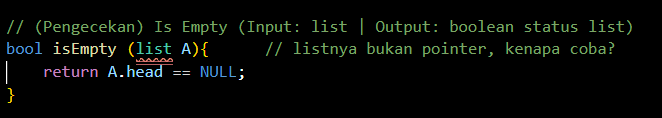 // (Pengecekan) Is Empty (Input: list | Output: boolean status list)
bool isEmpty (list A){ // listnya bukan pointer, kenapa coba?
return A.head == NULL;
}